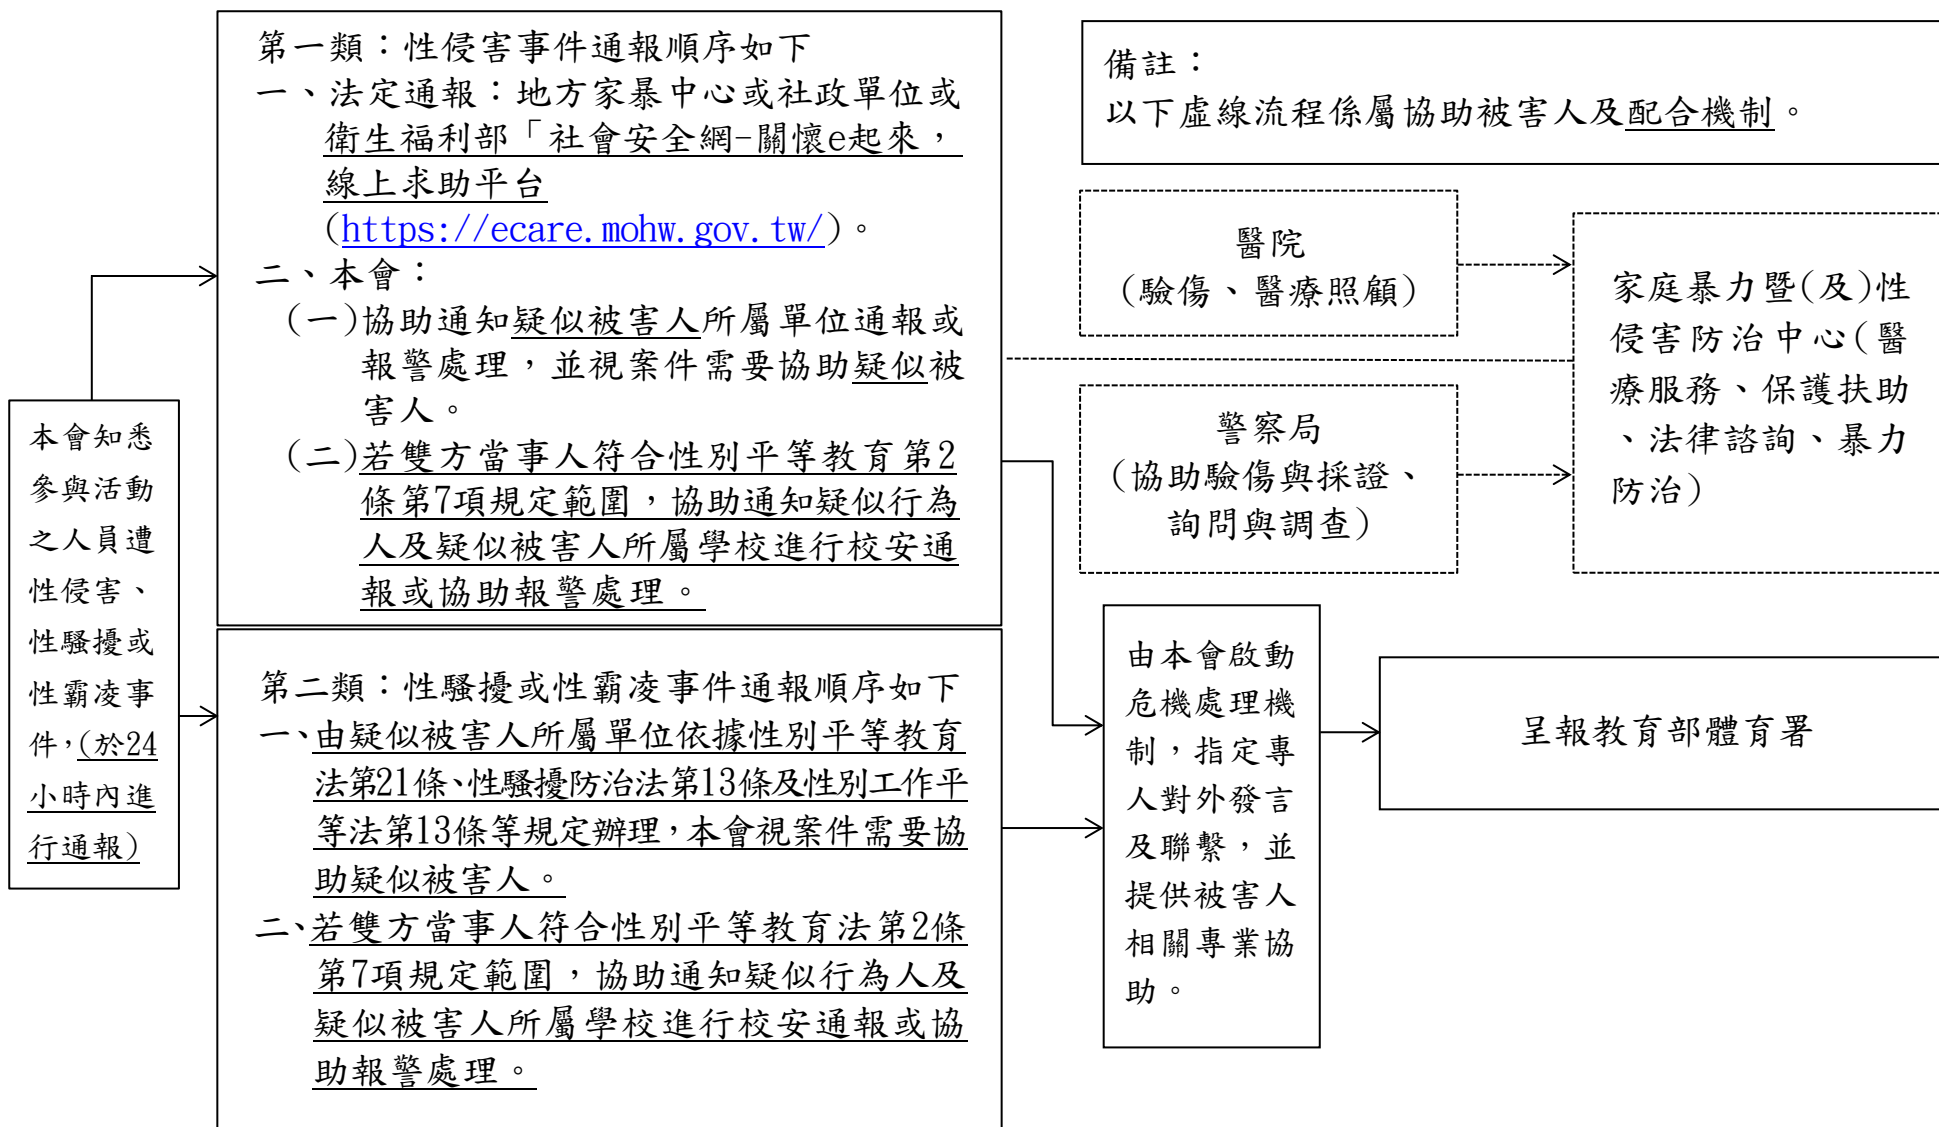 本會知悉
參與活動
之人員遭
性侵害、
性騷擾或
性霸凌事
件，(於24
小時內進
行通報)
第一類：性侵害事件通報順序如下
一、法定通報：地方家暴中心或社政單位或
衛生福利部「社會安全網-關懷e起來，
線上求助平台
(https://ecare.mohw.gov.tw/)。
二、本會：
(一)協助通知疑似被害人所屬單位通報或
報警處理，並視案件需要協助疑似被
害人。
(二)若雙方當事人符合性別平等教育第2
條第7項規定範圍，協助通知疑似行為
人及疑似被害人所屬學校進行校安通
報或協助報警處理。
第二類：性騷擾或性霸凌事件通報順序如下
一、由疑似被害人所屬單位依據性別平等教育
法第21條、性騷擾防治法第13條及性別工作平
等法第13條等規定辦理，本會視案件需要協
助疑似被害人。
二、若雙方當事人符合性別平等教育法第2條
第7項規定範圍，協助通知疑似行為人及
疑似被害人所屬學校進行校安通報或協
助報警處理。
備註：
以下虛線流程係屬協助被害人及配合機制。
醫院
(驗傷、醫療照顧)
警察局
(協助驗傷與採證、
詢問與調查)
家庭暴力暨(及)性
侵害防治中心(醫
療服務、保護扶助
、法律諮詢、暴力
防治)
由本會啟動
危機處理機
制，指定專
人對外發言
及聯繫，並
提供被害人
相關專業協
助。
呈報教育部體育署